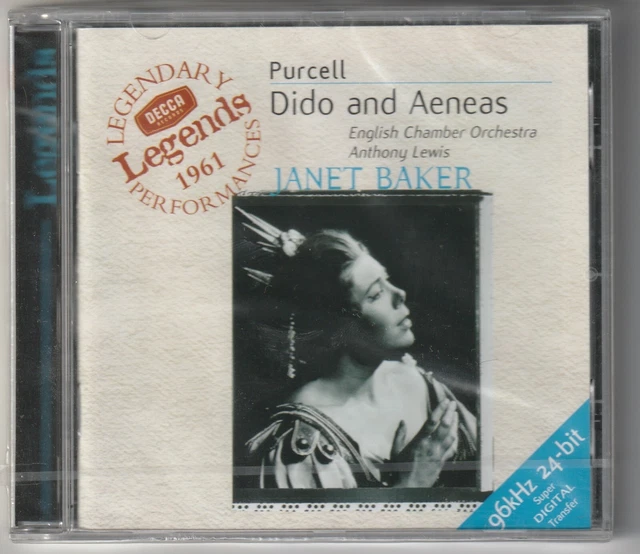 Legends
LEGENDARY
DECCA
RECORDS
Legends
1961
PERFORMANCES
Purcell
Dido and Aeneas
English Chamber Orchestra
Anthony Lewis
JANET BAKER
96kHz 24-bit
Super
DIGITAL
Transfer